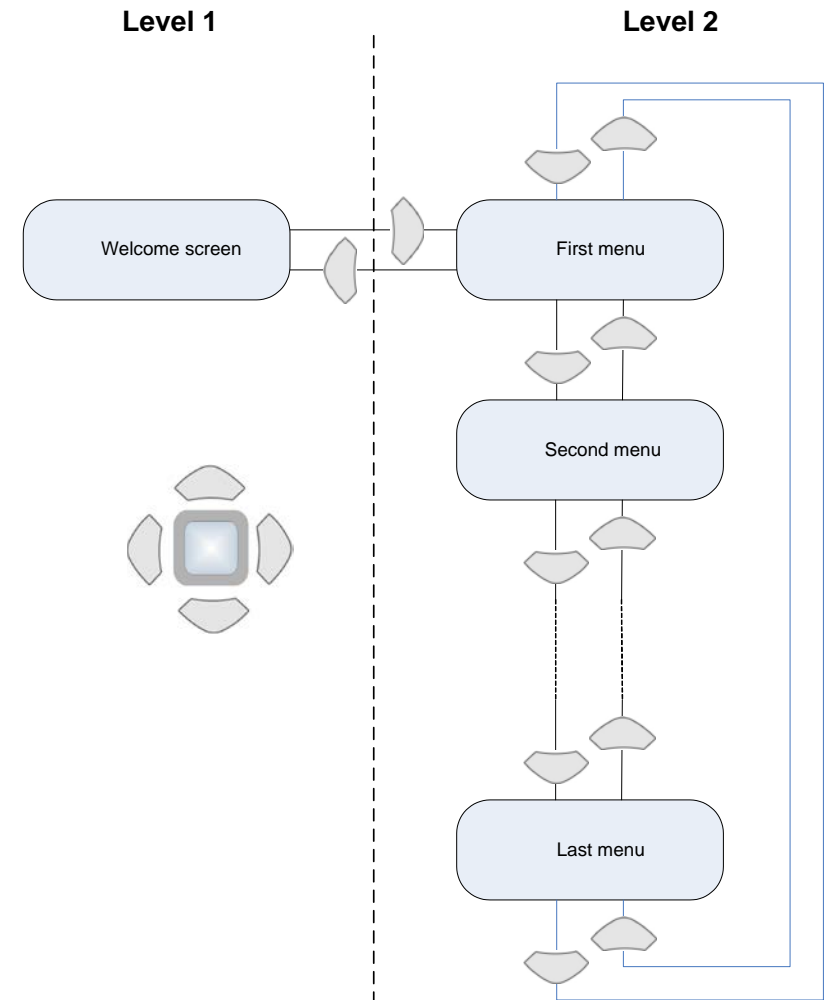 Level 1
Level 2
Welcome screen
First menu
Second menu
Last menu